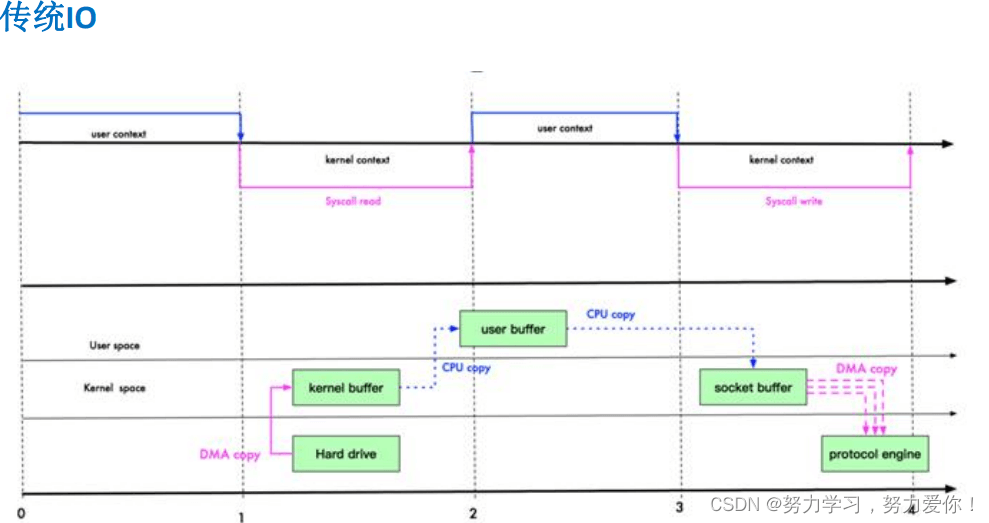 传统IO
user context
user context
kernel context
kernel context
Syscall read
Syscall write
user buffer
CPU copy
User space
CPU copy
Kernel space
kernel buffer
socket buffer
DMA copy
DMA copy
Hard drive
protocol engine
0
1
2
3
4
CSDN @努力学习，努力爱你！